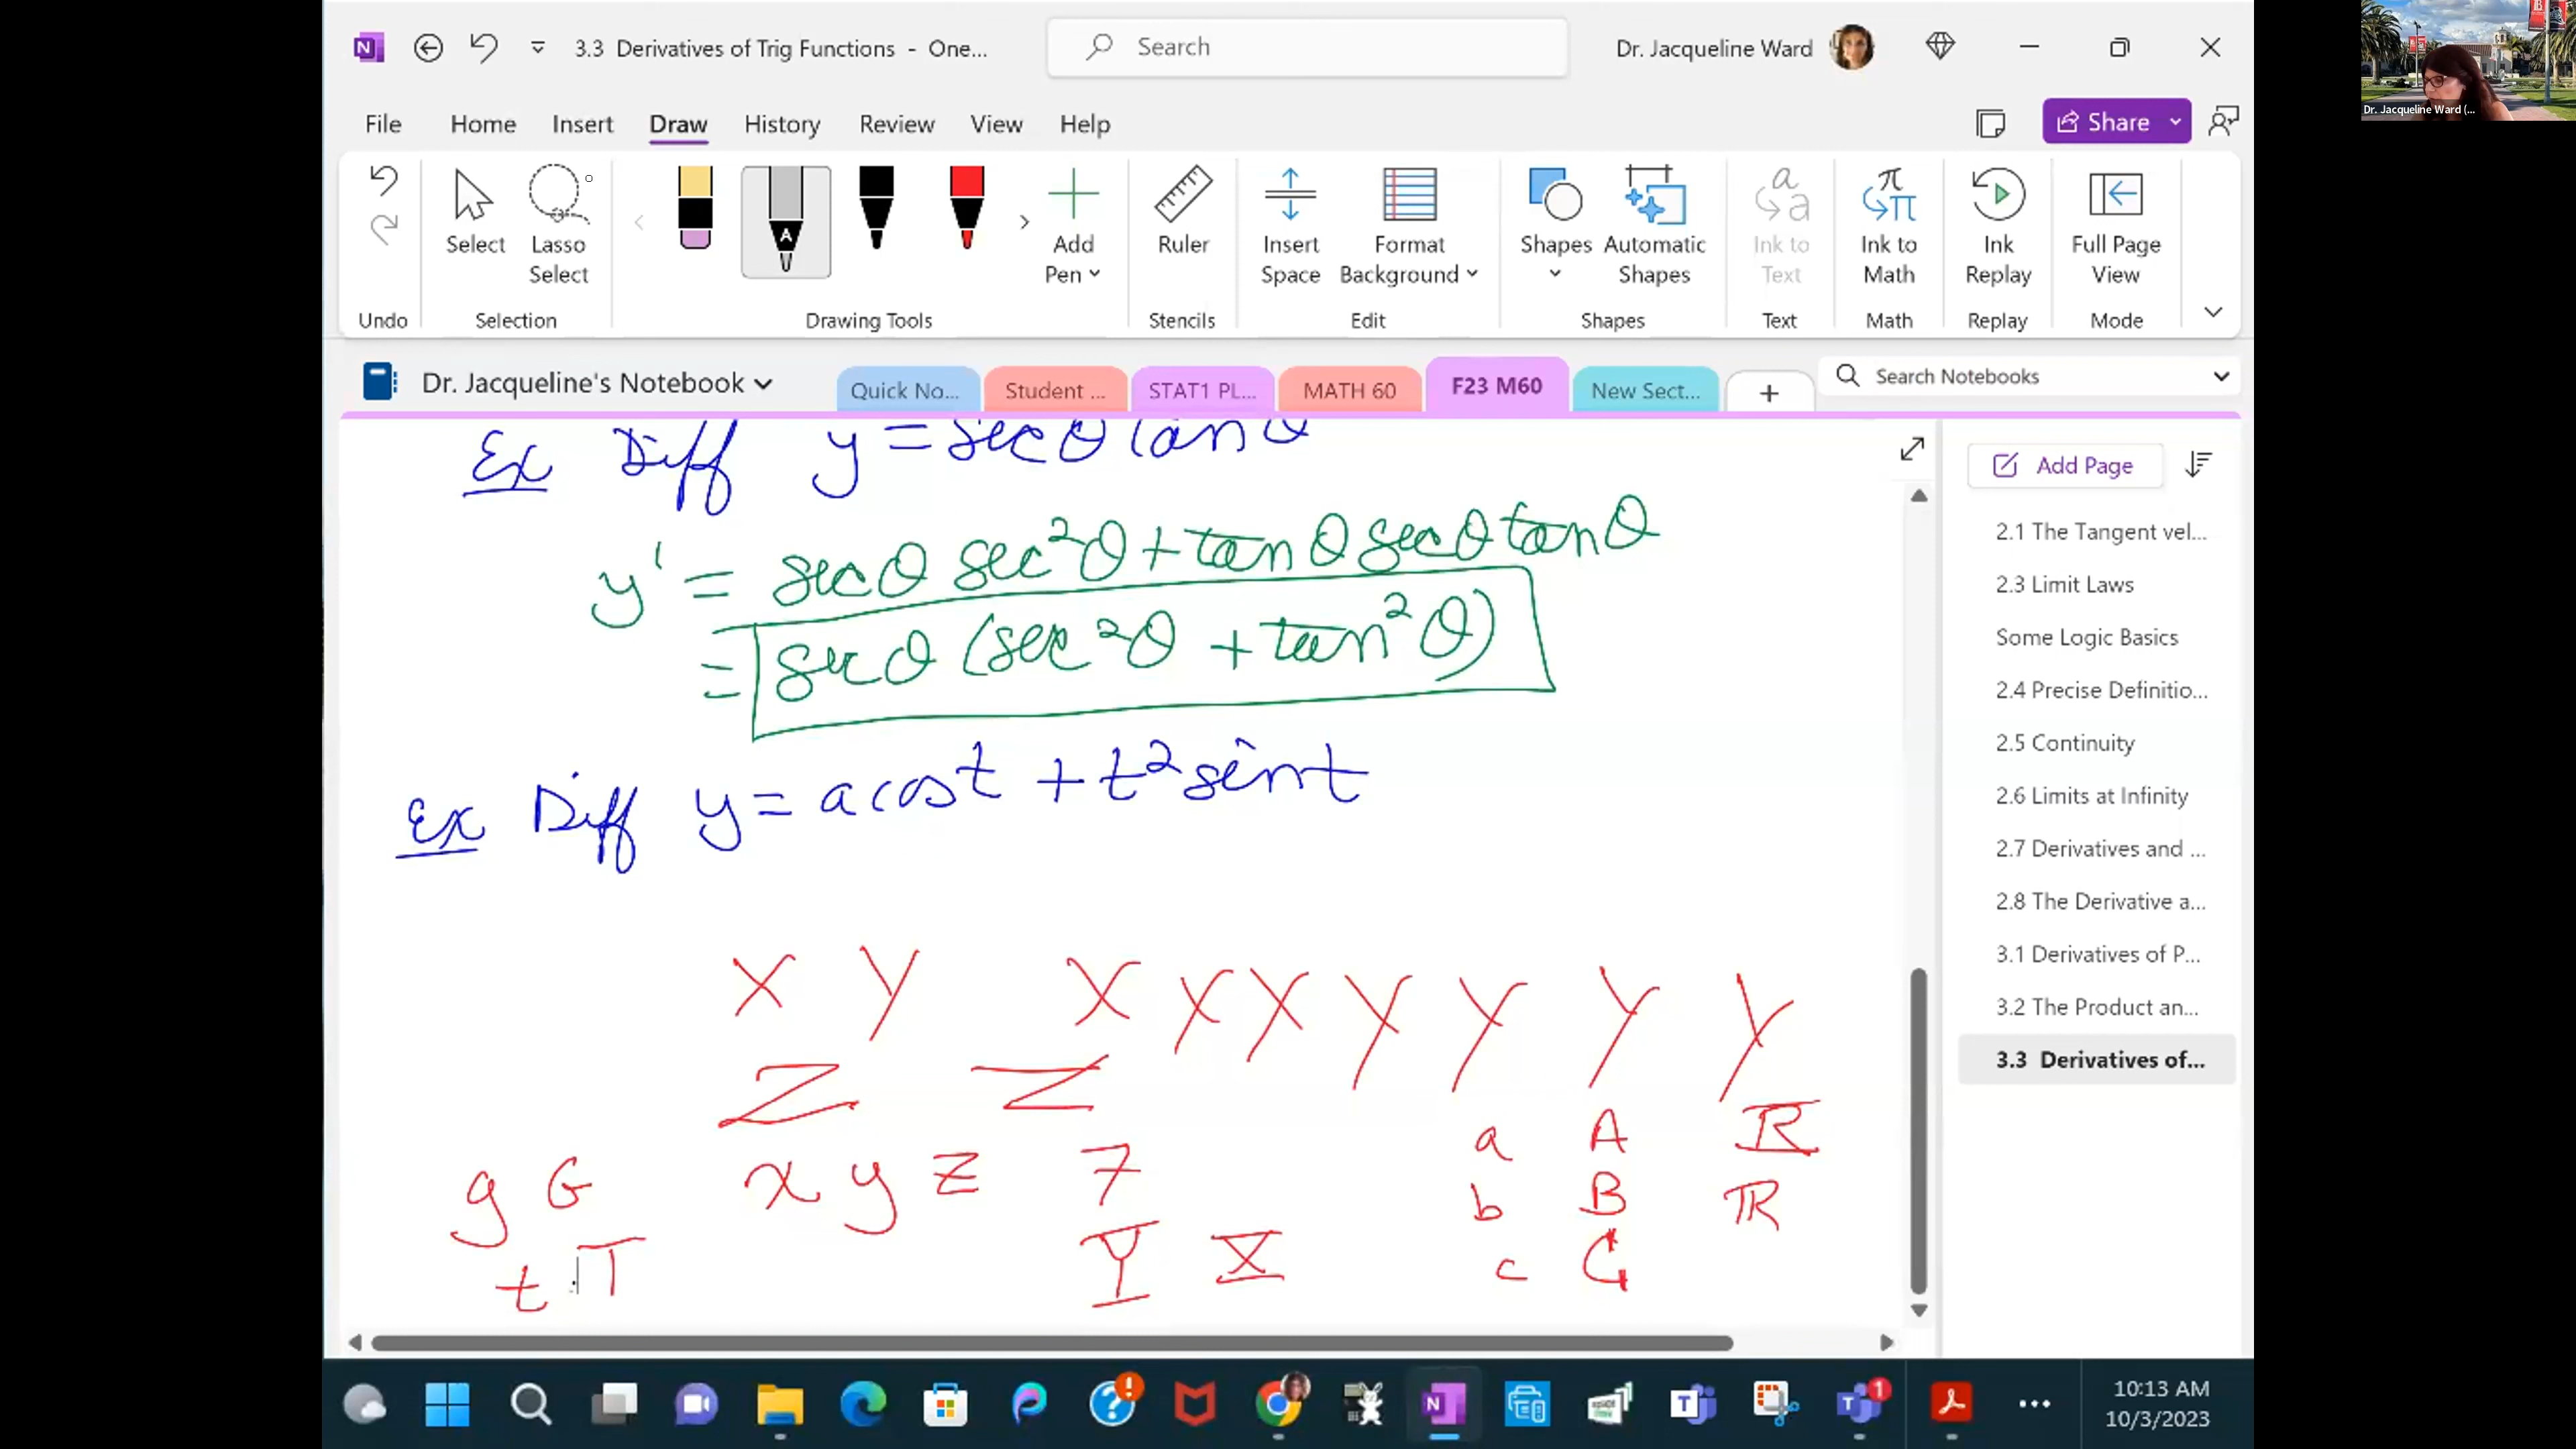 3.3 Derivatives of Trig Functions - One...
Search
Dr. Jacqueline Ward
Dr. Jacqueline Ward (...
File Home Insert Draw History Review View Help
Share
Select
Lasso Select
A
Add Pen
Ruler
Insert Space
Format Background
Shapes
Automatic Shapes
Ink to Text
Ink to Math
Ink Replay
Full Page View
Undo Selection Drawing Tools Stencils Edit Shapes Text Math Replay Mode
Dr. Jacqueline's Notebook
Quick No...
Student ...
STAT1 PL...
MATH 60
F23 M60
New Sect...
+
Search Notebooks
Add Page
2.1 The Tangent vel...
2.3 Limit Laws
Some Logic Basics
2.4 Precise Definitio...
2.5 Continuity
2.6 Limits at Infinity
2.7 Derivatives and ...
2.8 The Derivative a...
3.1 Derivatives of P...
3.2 The Product an...
3.3 Derivatives of...
Ex Diff y = secθ tanθ
y' = secθ sec²θ + tanθ secθ tanθ
= secθ (sec²θ + tan²θ)
Ex Diff y = a cos t + t² sin t
X Y X X X Y Y Y Y
Z Z a A R
g G x y z 7 b B R
t T Y X c C
10:13 AM
10/3/2023